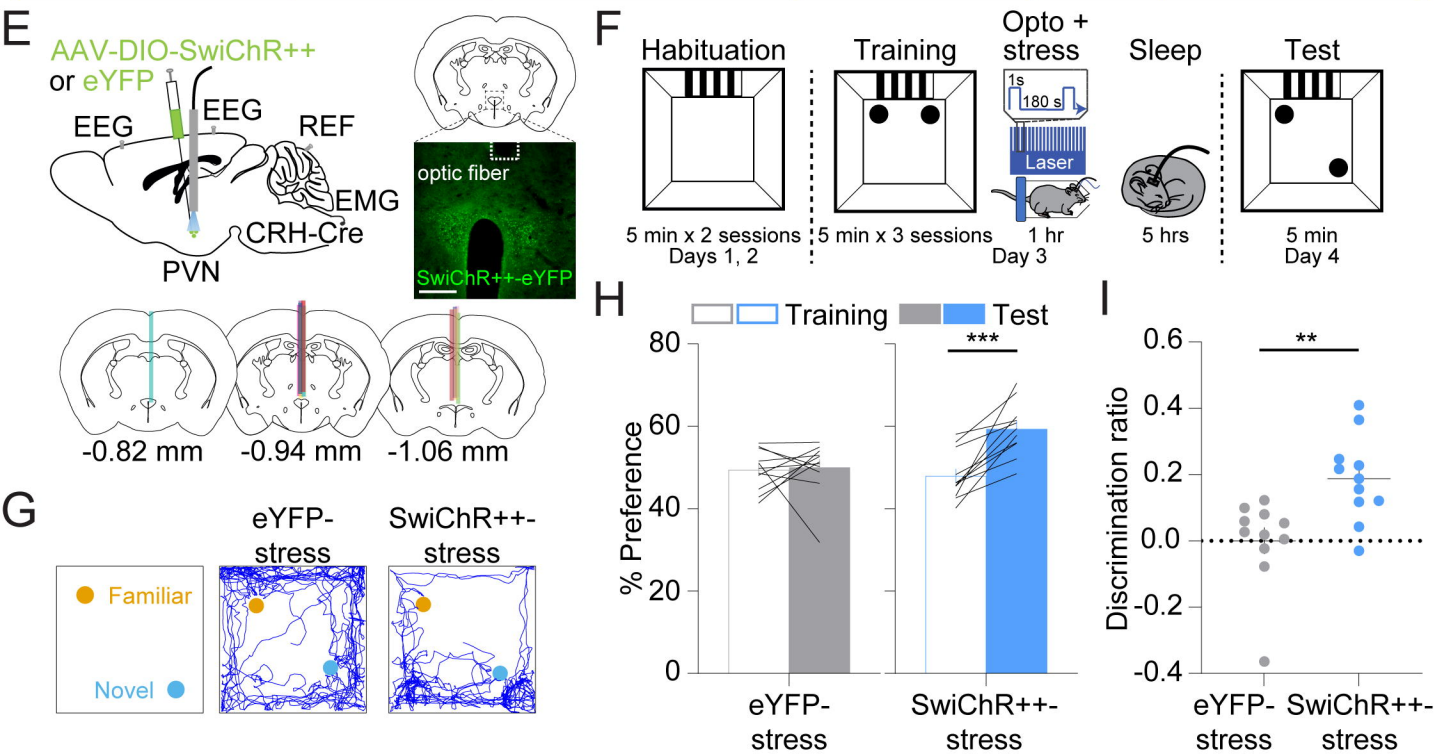 E
AAV-DIO-SwiChR++
or eYFP
EEG
EEG
REF
EMG
CRH-Cre
PVN
optic fiber
SwiChR++-eYFP
-0.82 mm
-0.94 mm
-1.06 mm
F
Habituation
Training
Opto +
stress
Sleep
Test
1s
180 s
Laser
5 min x 2 sessions
Days 1, 2
5 min x 3 sessions
1 hr
Day 3
5 hrs
5 min
Day 4
G
Familiar
Novel
eYFP-
stress
SwiChR++-
stress
H
Training
Test
% Preference
80
60
40
20
0
***
eYFP-
stress
SwiChR++-
stress
I
Discrimination ratio
0.6
0.4
0.2
0.0
-0.2
-0.4
**
eYFP-
stress
SwiChR++-
stress